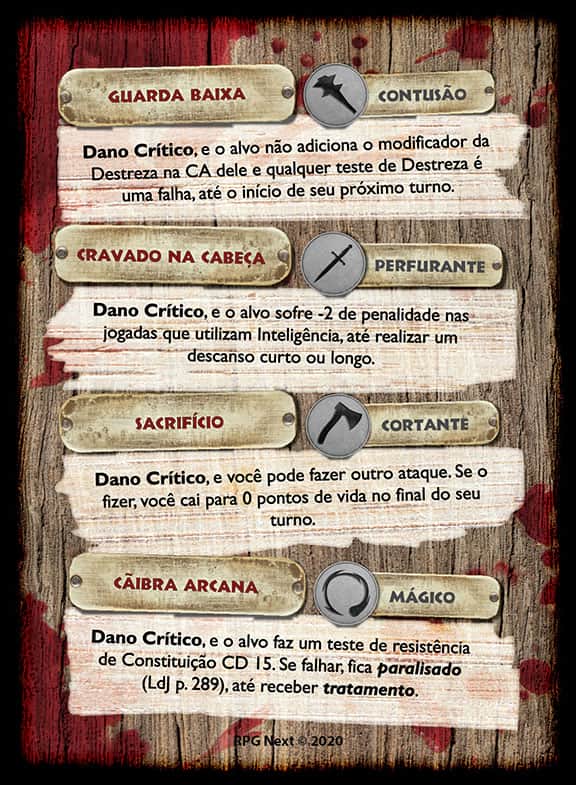 GUARDA BAIXA
CONTUSÃO
Dano Crítico, e o alvo não adiciona o modificador da
Destreza na CA dele e qualquer teste de Destreza é
uma falha, até o início de seu próximo turno.
CRAVADO NA CABEÇA
PERFURANTE
Dano Crítico, e o alvo sofre -2 de penalidade nas
jogadas que utilizam Inteligência, até realizar um
descanso curto ou longo.
SACRIFÍCIO
CORTANTE
Dano Crítico, e você pode fazer outro ataque. Se o
fizer, você cai para 0 pontos de vida no final do seu
turno.
CÃIBRA ARCANA
MÁGICO
Dano Crítico, e o alvo faz um teste de resistência
de Constituição CD 15. Se falhar, fica paralisado
(LdJ p. 289), até receber tratamento.
RPG Next ©.2020